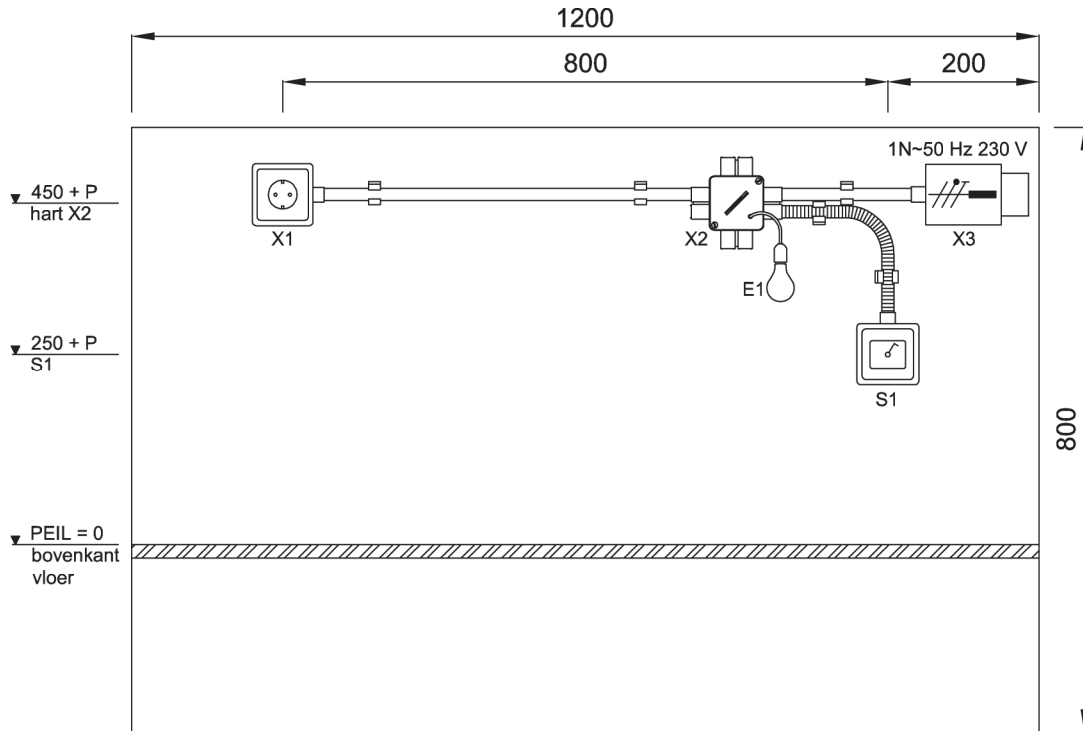 1200
800
200
1N~50 Hz 230 V
450 + P
hart X2
X1
X2
X3
E1
250 + P
S1
S1
800
PEIL = 0
bovenkant
vloer